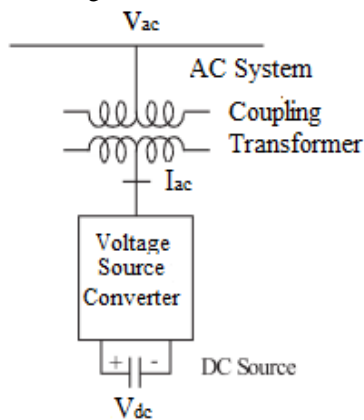 Vac
AC System
Coupling
Transformer
Iac
Voltage
Source
Converter
+ -
DC Source
Vdc